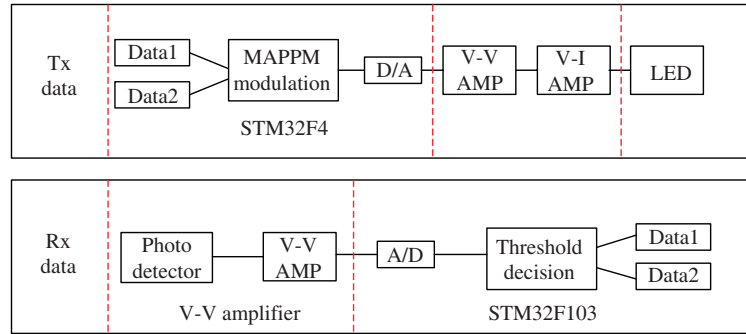 Tx
data
Data1
Data2
MAPPM
modulation
D/A
STM32F4
V-V
AMP
V-I
AMP
LED
Rx
data
Photo
detector
V-V
AMP
V-V amplifier
A/D
Threshold
decision
Data1
Data2
STM32F103